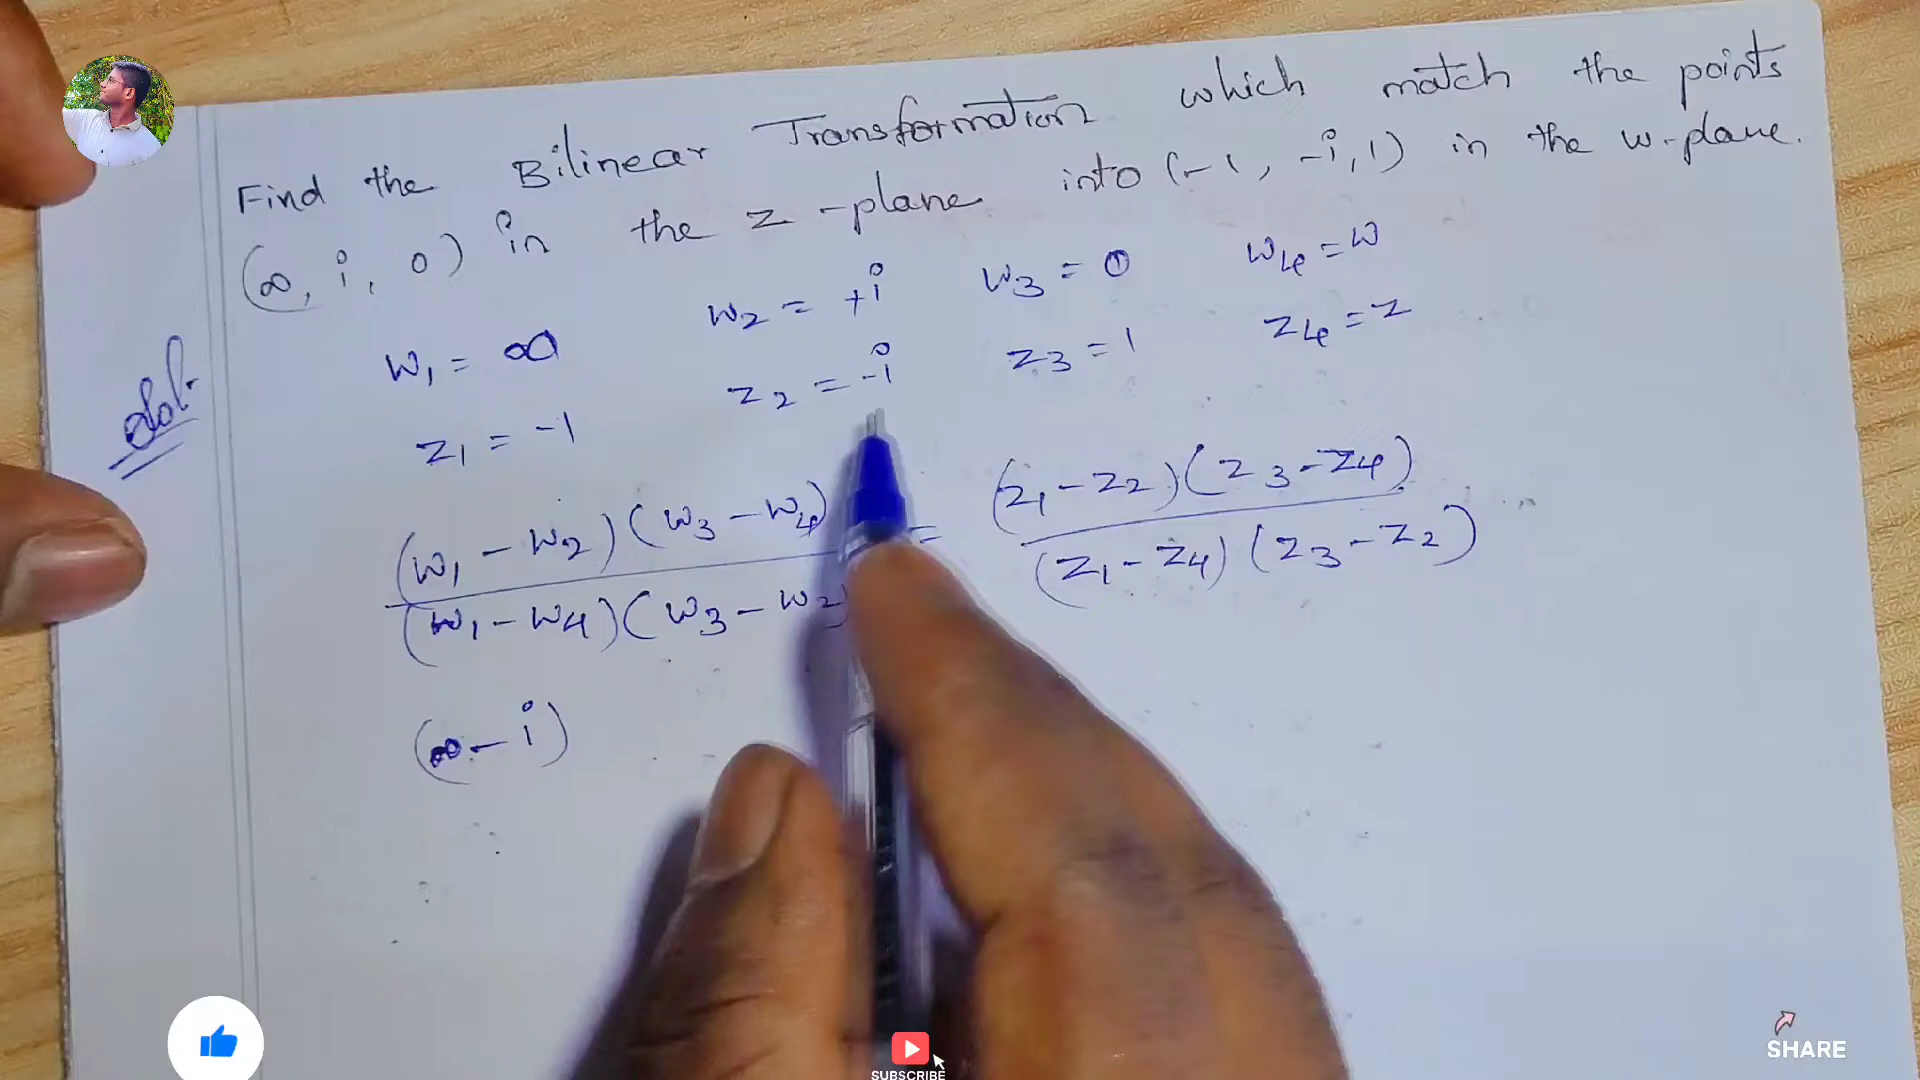 Find the Bilinear Transformation which match the points
(∞, i, 0) in the z-plane into (-1, -i, 1) in the w-plane.
Sol:-
w1 = ∞ w2 = +i w3 = 0 w4 = w
z1 = -1 z2 = -i z3 = 1 z4 = z
(w1 - w2)(w3 - w4) / (w1 - w4)(w3 - w2) = (z1 - z2)(z3 - z4) / (z1 - z4)(z3 - z2)
(∞ - i)
SUBSCRIBE
SHARE